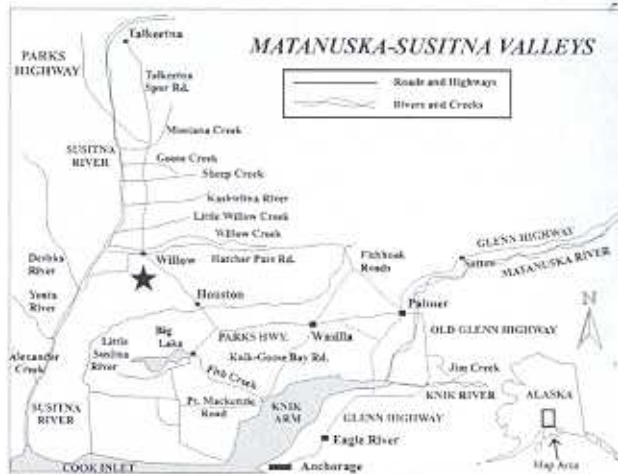 MATANUSKA-SUSITNA VALLEYS
Roads and Highways
Rivers and Creeks
Talkeetna
PARKS
HIGHWAY
Talkeetna
Spur Rd.
Montana Creek
SUSITNA
RIVER
Goose Creek
Sheep Creek
Kashwitna River
Little Willow Creek
Willow Creek
Willow
Hatcher Pass Rd.
Fishhook
Roads
GLENN HIGHWAY
Sutton
MATANUSKA RIVER
Deshka
River
Yenta
River
Houston
Palmer
N
Alexander
Creek
Little
Susitna
River
Big
Lake
PARKS HWY.
Wasilla
OLD GLENN HIGHWAY
Knik-Goose Bay Rd.
Fish Creek
Jim Creek
SUSITNA
RIVER
Pt. Mackenzie
Road
KNIK
ARM
KNIK RIVER
GLENN HIGHWAY
ALASKA
Eagle River
Map Area
COOK INLET
Anchorage